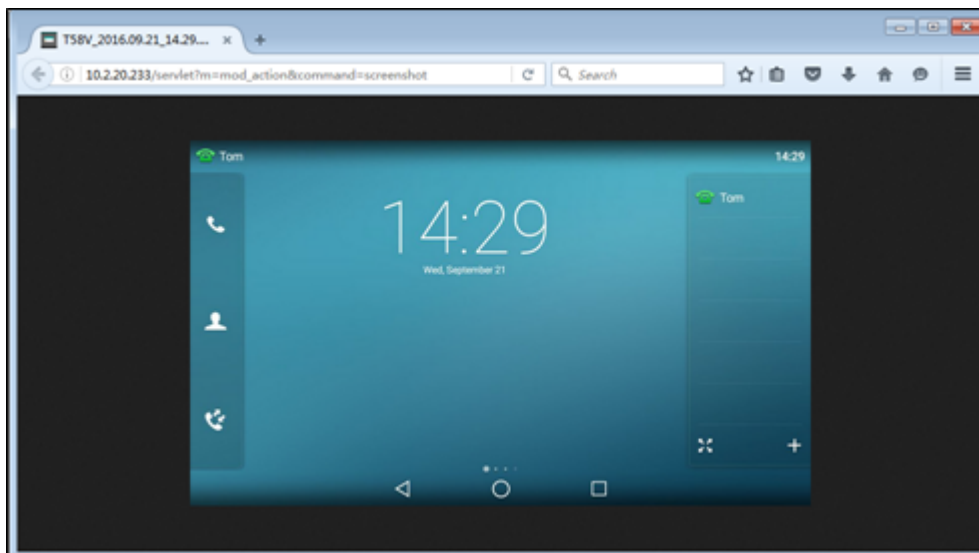 T58V_2016.09.21_14.29....
10.2.20.233/servlet?m=mod_action&command=screenshot
Search
Tom
14:29
14:29
Wed, September 21
Tom